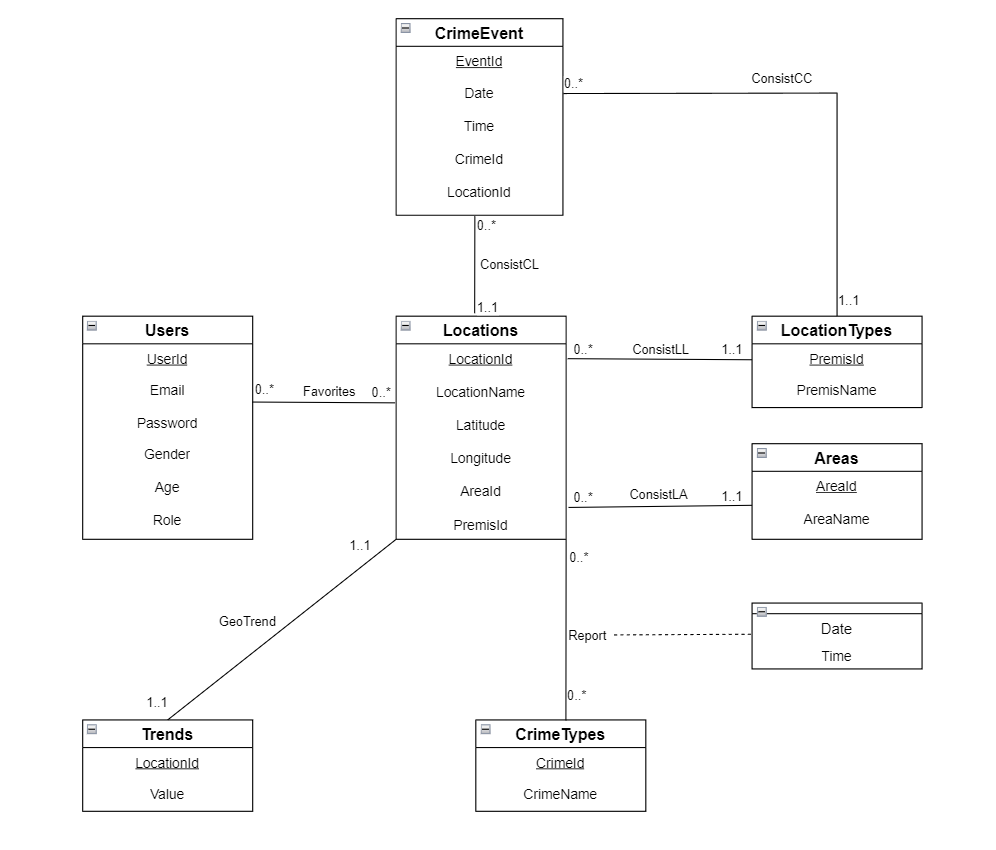 CrimeEvent
EventId
Date
Time
CrimeId
LocationId
0..*
ConsistCC
1..1
0..*
ConsistCL
1..1
Users
UserId
Email
Password
Gender
Age
Role
0..*
Favorites
0..*
Locations
LocationId
LocationName
Latitude
Longitude
AreaId
PremisId
0..*
ConsistLL
1..1
LocationTypes
PremisId
PremisName
0..*
ConsistLA
1..1
Areas
AreaId
AreaName
1..1
GeoTrend
1..1
0..*
Report
0..*
Date
Time
Trends
LocationId
Value
CrimeTypes
CrimeId
CrimeName